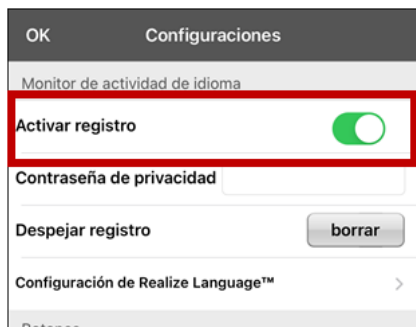 OK Configuraciones
Monitor de actividad de idioma
Activar registro
Contraseña de privacidad
Despejar registro borrar
Configuración de Realize Language™